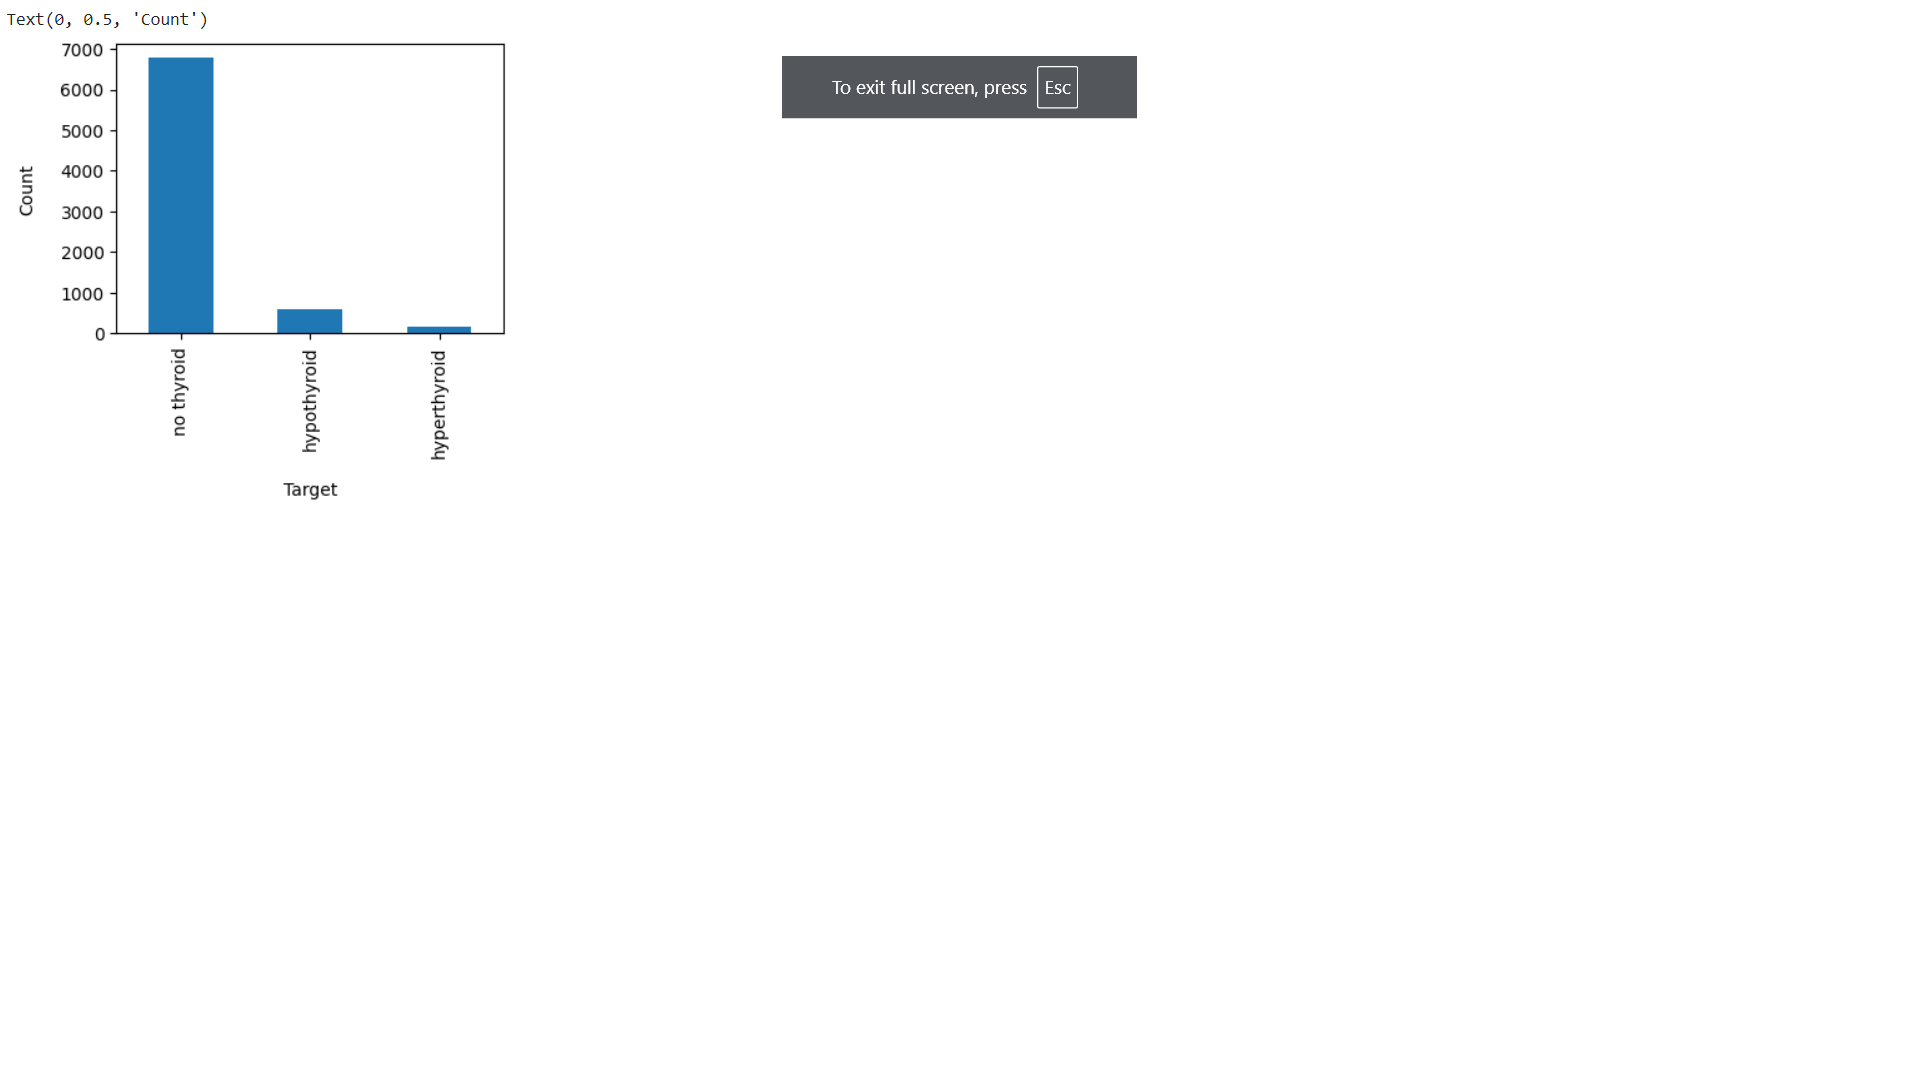 Text(0, 0.5, 'Count')
7000
6000
5000
4000
3000
2000
1000
0
Count
no thyroid
hypothyroid
hyperthyroid
Target
To exit full screen, press Esc